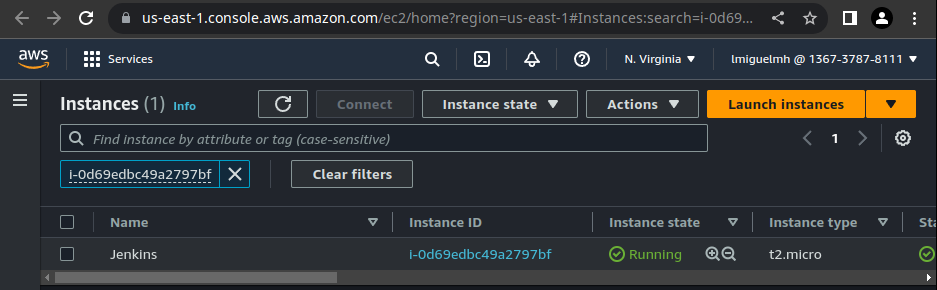 us-east-1.console.aws.amazon.com/ec2/home?region=us-east-1#Instances:search=i-0d69...
aws Services N. Virginia ▼ lmiguelmh @ 1367-3787-8111 ▼
Instances (1) Info Connect Instance state ▼ Actions ▼ Launch instances ▼
Find Instance by attribute or tag (case-sensitive) 1
i-0d69edbc49a2797bf Clear filters
Name Instance ID Instance state Instance type Sta
Jenkins i-0d69edbc49a2797bf Running t2.micro